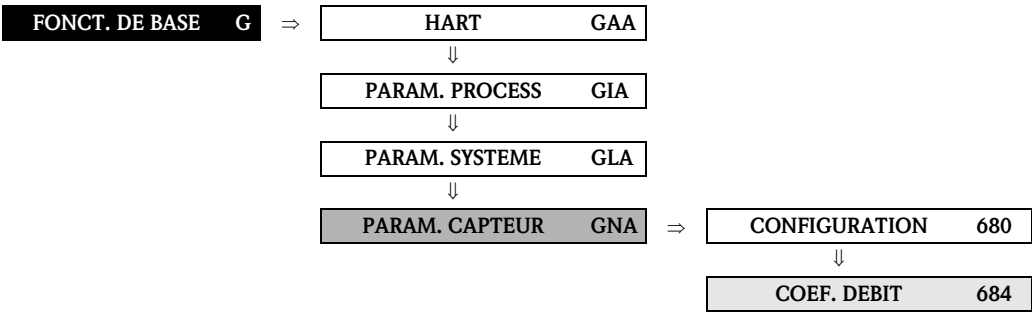 FONCT. DE BASE G ⇒ HART GAA
⇓
PARAM. PROCESS GIA
⇓
PARAM. SYSTEME GLA
⇓
PARAM. CAPTEUR GNA ⇒ CONFIGURATION 680
⇓
COEF. DEBIT 684